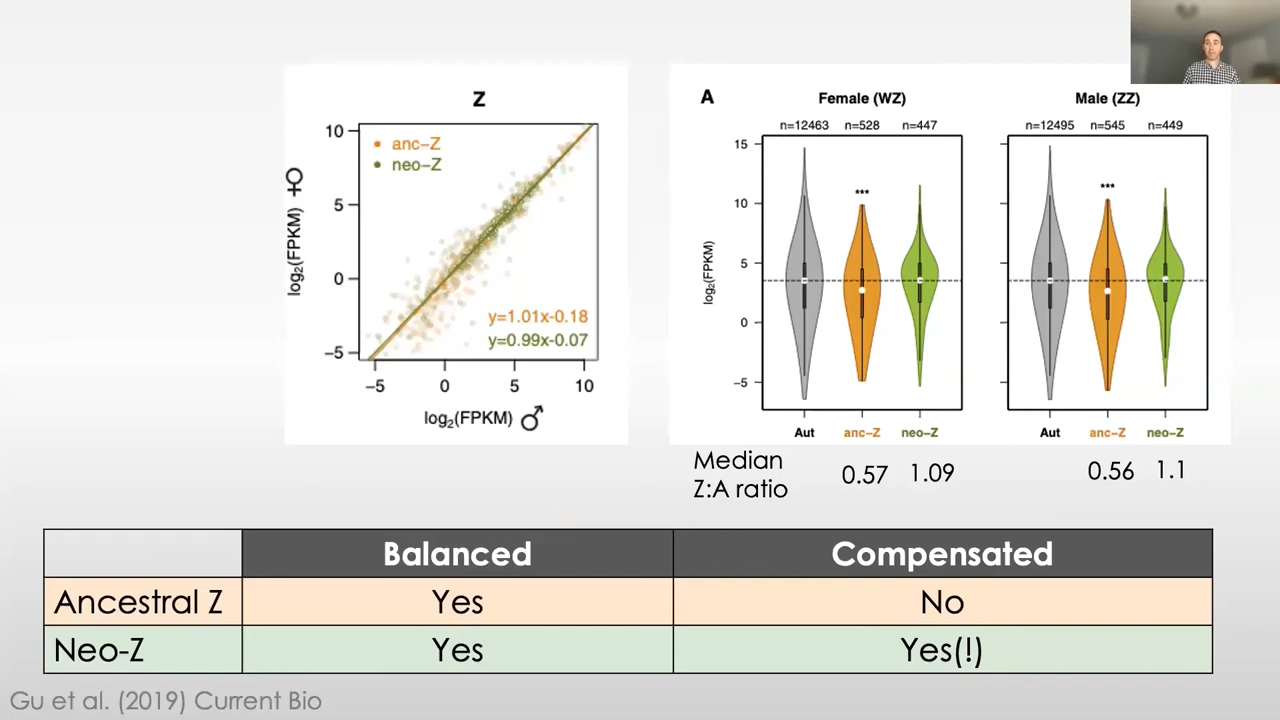 Z
10
5
0
−5
anc−Z
neo−Z
y=1.01x-0.18
y=0.99x-0.07
−5 0 5 10
log2(FPKM) ♀
log2(FPKM) ♂
A
Female (WZ)
n=12463 n=528 n=447
15
10
5
0
−5
log2(FPKM)
***
Aut anc−Z neo−Z
Male (ZZ)
n=12495 n=545 n=449
***
Aut anc−Z neo−Z
Median
Z:A ratio
0.57 1.09
0.56 1.1
Balanced Compensated
Ancestral Z Yes No
Neo-Z Yes Yes(!)
Gu et al. (2019) Current Bio